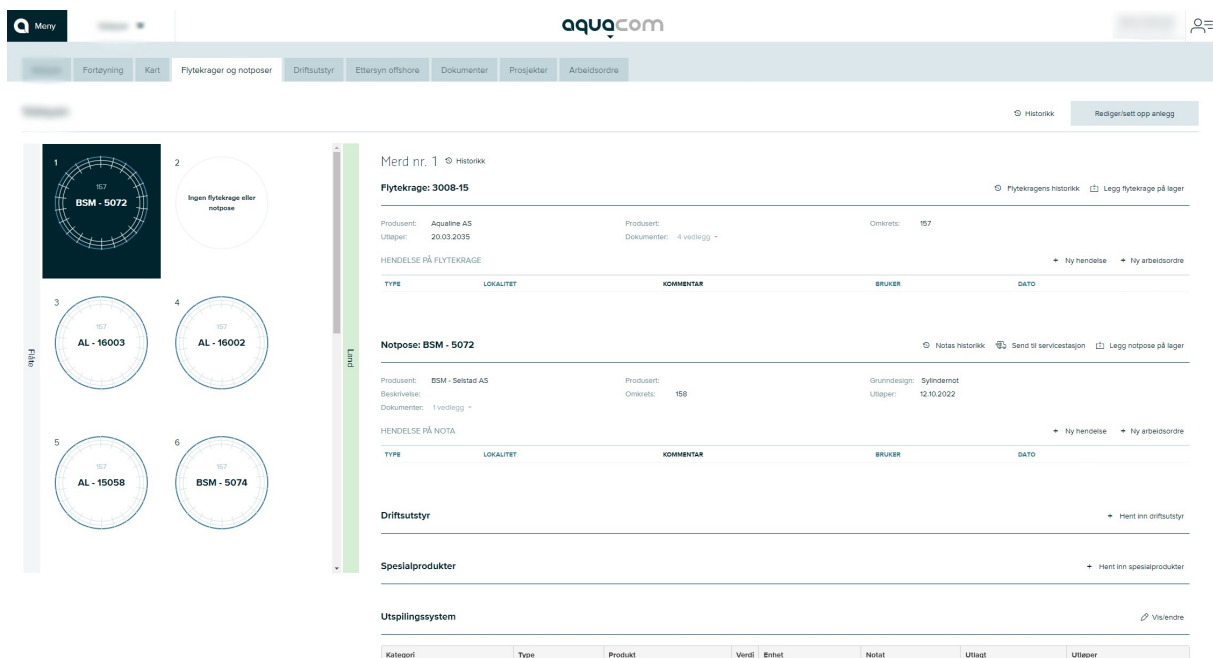 Meny
aquacom
Fortøyning Kart Flytekrager og notposer Driftsutstyr Ettersyn offshore Dokumenter Prosjekter Arbeidsordre
Historikk Rediger/sett opp anlegg
Flåte
1
157
BSM - 5072
2
Ingen flytekrage eller
notpose
3
157
AL - 16003
4
157
AL - 16002
5
157
AL - 15058
6
157
BSM - 5074
Land
Merd nr. 1 Historikk
Flytekrage: 3008-15 Flytekragens historikk Legg flytekrage på lager
Produsent: Aqualine AS Produsert: Omkrets: 157
Utløper: 20.03.2035 Dokumenter: 4 vedlegg
HENDELSE PÅ FLYTEKRAGE + Ny hendelse + Ny arbeidsordre
TYPE LOKALITET KOMMENTAR BRUKER DATO
Notpose: BSM - 5072 Notas historikk Send til servicestasjon Legg notpose på lager
Produsent: BSM - Selstad AS Produsert: Grunndesign: Sylindernot
Beskrivelse: Omkrets: 158 Utløper: 12.10.2022
Dokumenter: 1 vedlegg
HENDELSE PÅ NOTA + Ny hendelse + Ny arbeidsordre
TYPE LOKALITET KOMMENTAR BRUKER DATO
Driftsutstyr + Hent inn driftsutstyr
Spesialprodukter + Hent inn spesialprodukter
Utspilingssystem Vis/endre
Kategori Type Produkt Verdi Enhet Notat Utlagt Utløper